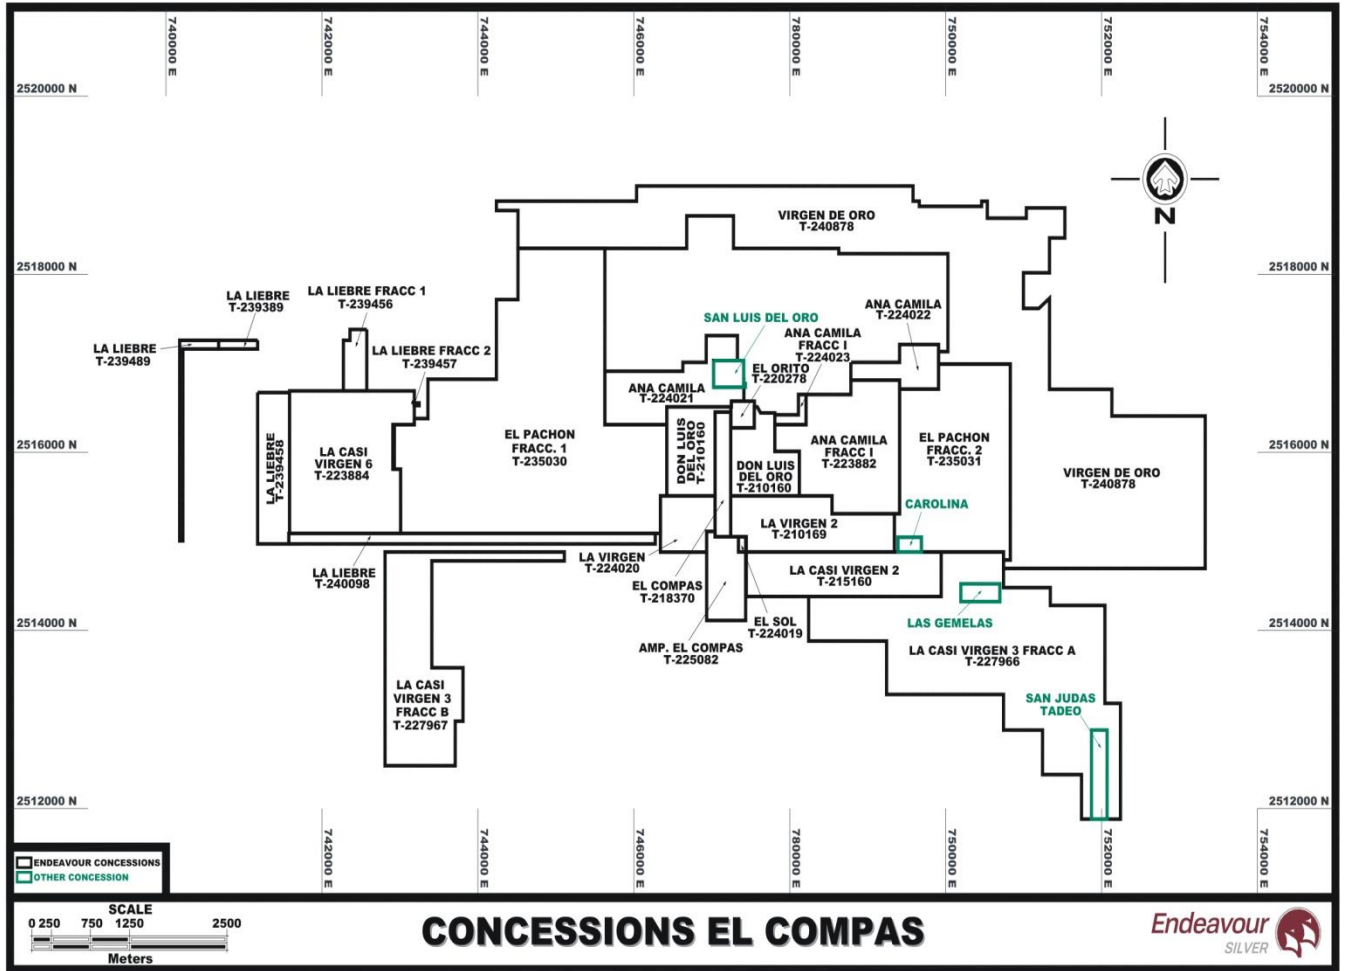 740000 E
742000 E
744000 E
746000 E
7800000 E
750000 E
752000 E
754000 E
2520000 N
2520000 N
N
VIRGEN DE ORO
T-240878
2518000 N
2518000 N
LA LIEBRE
T-239389
LA LIEBRE FRACC 1
T-239456
LA LIEBRE
T-239489
LA LIEBRE FRACC 2
T-239457
SAN LUIS DEL ORO
ANA CAMILA
FRACC I
T-224023
ANA CAMILA
T-224022
EL ORITO
T-220278
ANA CAMILA
T-224021
2516000 N
2516000 N
LA LIEBRE
T-239458
LA CASI
VIRGEN 6
T-223884
EL PACHON
FRACC. 1
T-235030
DON LUIS
DEL ORO
T-210160
DON LUIS
DEL ORO
T-210160
ANA CAMILA
FRACC I
T-223882
EL PACHON
FRACC. 2
T-235031
VIRGEN DE ORO
T-240878
CAROLINA
LA VIRGEN 2
T-210169
LA LIEBRE
T-240098
LA VIRGEN
T-224020
EL COMPAS
T-218370
LA CASI VIRGEN 2
T-215160
AMP. EL COMPAS
T-225082
EL SOL
T-224019
LAS GEMELAS
2514000 N
2514000 N
LA CASI VIRGEN 3 FRACC A
T-227966
LA CASI
VIRGEN 3
FRACC B
T-227967
SAN JUDAS
TADEO
2512000 N
2512000 N
742000 E
744000 E
746000 E
7800000 E
750000 E
752000 E
754000 E
ENDEAVOUR CONCESSIONS
OTHER CONCESSION
SCALE
0 250 750 1250 2500
Meters
CONCESSIONS EL COMPAS
Endeavour
SILVER